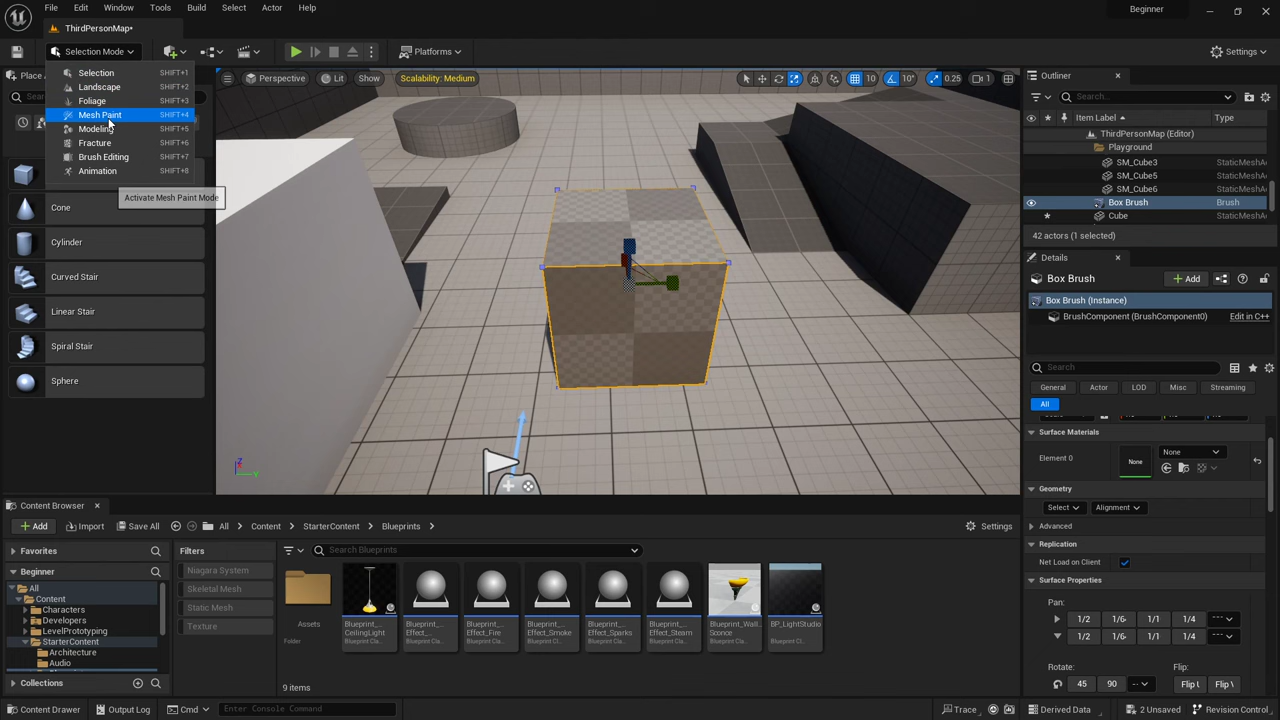 File Edit Window Tools Build Select Actor Help
Beginner
ThirdPersonMap*
Selection Mode
Platforms
Settings
Selection SHIFT+1
Landscape SHIFT+2
Foliage SHIFT+3
Mesh Paint SHIFT+4
Modeling SHIFT+5
Fracture SHIFT+6
Brush Editing SHIFT+7
Animation SHIFT+8
Activate Mesh Paint Mode
Cone
Cylinder
Curved Stair
Linear Stair
Spiral Stair
Sphere
Perspective Lit Show Scalability: Medium
10 10° 0.25 1
Z
Y
Outliner
Search...
Item Label Type
ThirdPersonMap (Editor)
Playground
SM_Cube3 StaticMeshA
SM_Cube5 StaticMeshA
SM_Cube6 StaticMeshA
Box Brush Brush
Cube StaticMeshA
42 actors (1 selected)
Details
Box Brush Add
Box Brush (Instance)
BrushComponent (BrushComponent0) Edit in C++
Search
General Actor LOD Misc Streaming
All
Surface Materials
Element 0 None None
Geometry
Select Alignment
Advanced
Replication
Net Load on Client
Surface Properties
Pan:
1/2 1/6 1/1 1/4 ---
1/2 1/6 1/1 1/4 ---
Rotate: Flip:
45 90 -- Flip Flip
Content Browser
Add Import Save All All Content StarterContent Blueprints Settings
Favorites
Beginner
All
Content
Characters
Developers
LevelPrototyping
StarterContent
Architecture
Audio
Collections
Filters
Niagara System
Skeletal Mesh
Static Mesh
Texture
Search Blueprints
Assets
Folder
Blueprint_
CeilingLight
Blueprint Cla...
Blueprint_
Effect_...
Blueprint Cla...
Blueprint_
Effect_Fire
Blueprint Cla...
Blueprint_
Effect_Smoke
Blueprint Cla...
Blueprint_
Effect_Sparks
Blueprint Cla...
Blueprint_
Effect_Steam
Blueprint Cla...
Blueprint_Wall_
Sconce
Blueprint Cl...
BP_LightStudio
Blueprint Cl...
9 items
Content Drawer Output Log Cmd Enter Console Command
Trace Derived Data 2 Unsaved Revision Control